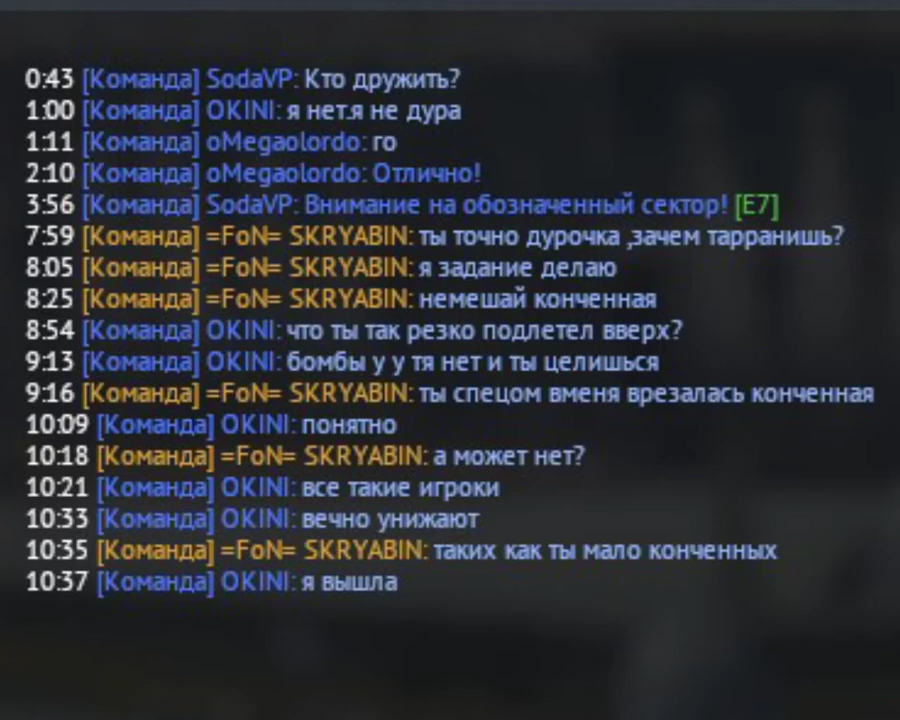 0:43 [Команда] SodaVP: Кто дружить?
1:00 [Команда] OKINI: я нет.я не дура
1:11 [Команда] oMegaolordo: го
2:10 [Команда] oMegaolordo: Отлично!
3:56 [Команда] SodaVP: Внимание на обозначенный сектор! [E7]
7:59 [Команда] =FoN= SKRYABIN: ты точно дурочка ,зачем тарранишь?
8:05 [Команда] =FoN= SKRYABIN: я задание делаю
8:25 [Команда] =FoN= SKRYABIN: немешай конченная
8:54 [Команда] OKINI: что ты так резко подлетел вверх?
9:13 [Команда] OKINI: бомбы у у тя нет и ты целишься
9:16 [Команда] =FoN= SKRYABIN: ты спецом вменя врезалась конченная
10:09 [Команда] OKINI: понятно
10:18 [Команда] =FoN= SKRYABIN: а может нет?
10:21 [Команда] OKINI: все такие игроки
10:33 [Команда] OKINI: вечно унижают
10:35 [Команда] =FoN= SKRYABIN: таких как ты мало конченных
10:37 [Команда] OKINI: я вышла